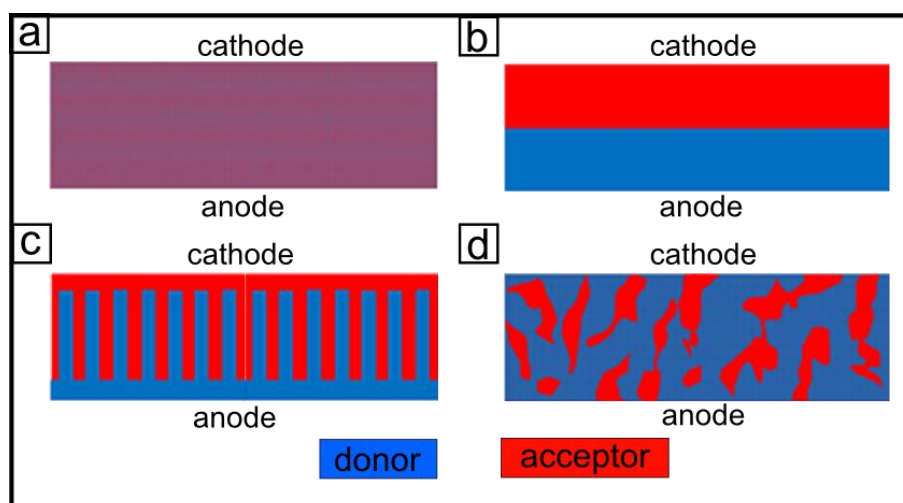 a
cathode
anode
b
cathode
anode
c
cathode
anode
d
cathode
anode
donor
acceptor